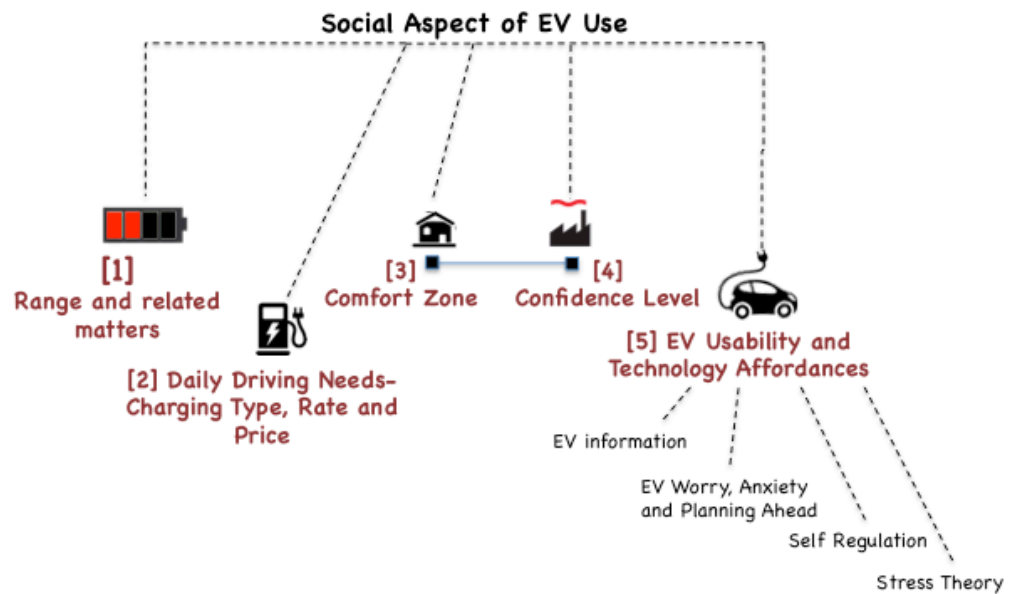 Social Aspect of EV Use
[1]
Range and related
matters
[2] Daily Driving Needs-
Charging Type, Rate and
Price
[3]
Comfort Zone
[4]
Confidence Level
[5] EV Usability and
Technology Affordances
EV information
EV Worry, Anxiety
and Planning Ahead
Self Regulation
Stress Theory